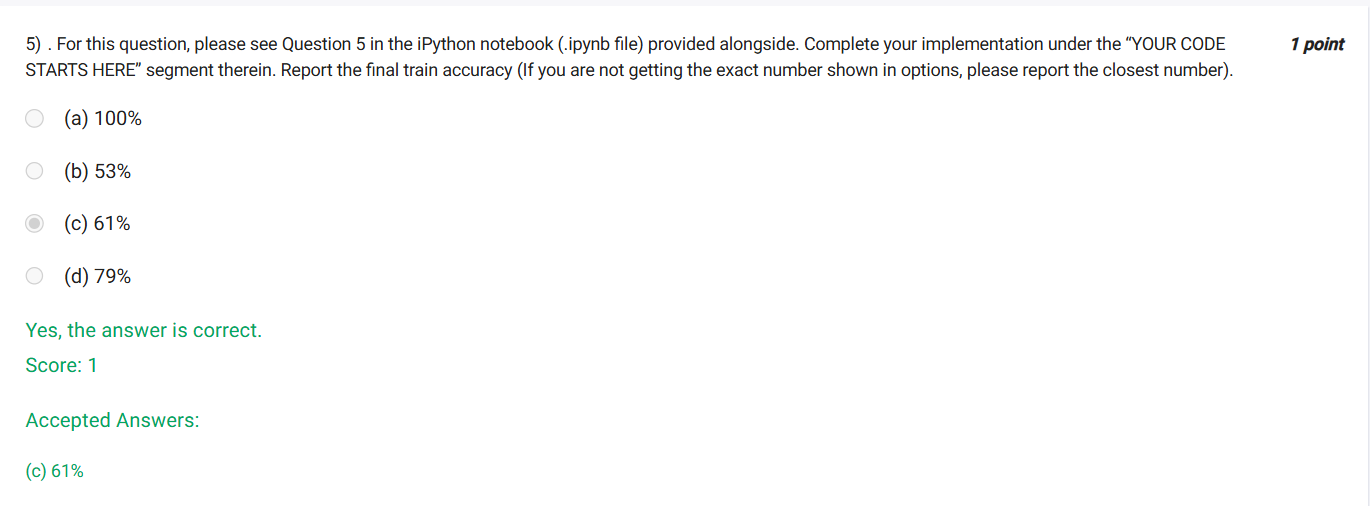 5) . For this question, please see Question 5 in the iPython notebook (.ipynb file) provided alongside. Complete your implementation under the “YOUR CODE
1 point
STARTS HERE” segment therein. Report the final train accuracy (If you are not getting the exact number shown in options, please report the closest number).
(a) 100%
(b) 53%
(c) 61%
(d) 79%
Yes, the answer is correct.
Score: 1
Accepted Answers:
(c) 61%